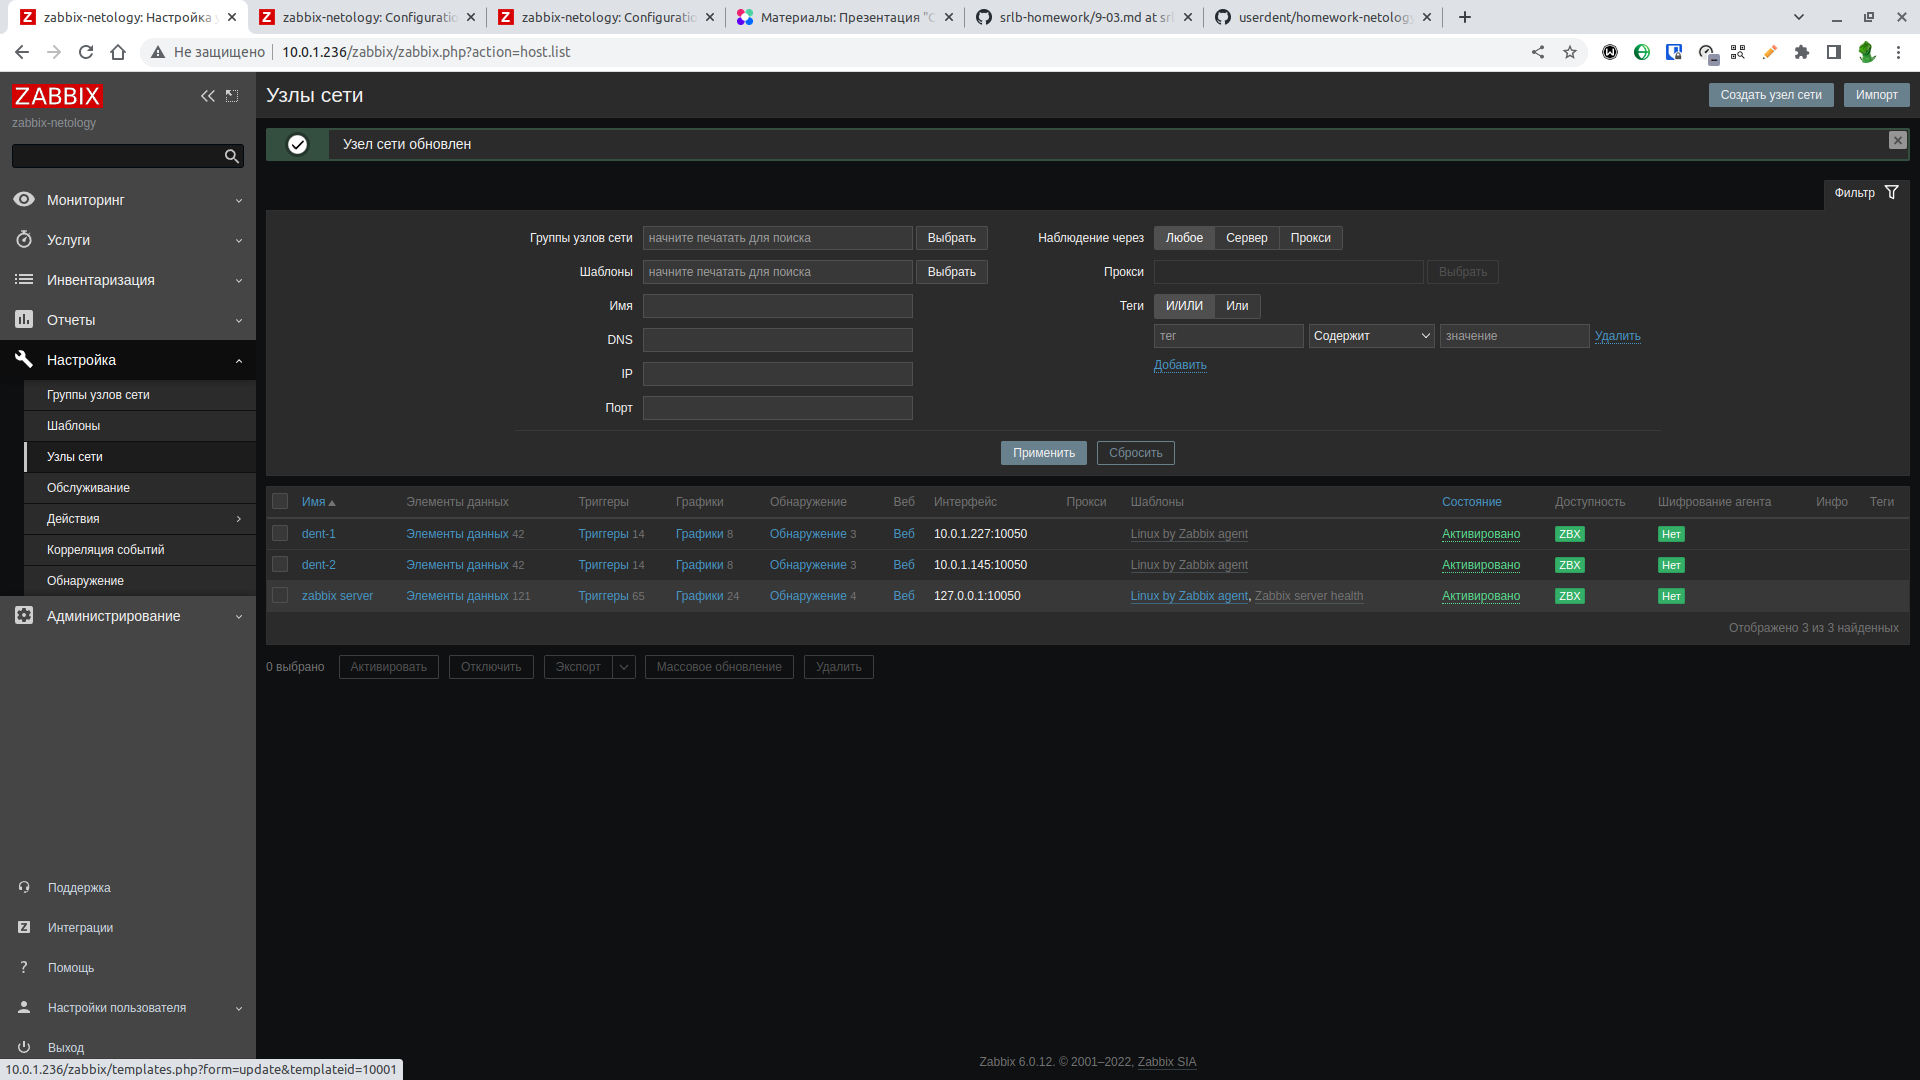 zabbix-netology: Настройка у
zabbix-netology: Configuratio
zabbix-netology: Configuratio
Материалы: Презентация "С
srlb-homework/9-03.md at srl
userdent/homework-netology
Не защищено
10.0.1.236/zabbix/zabbix.php?action=host.list
ZABBIX
zabbix-netology
Мониторинг
Услуги
Инвентаризация
Отчеты
Настройка
Группы узлов сети
Шаблоны
Узлы сети
Обслуживание
Действия
Корреляция событий
Обнаружение
Администрирование
Поддержка
Интеграции
Помощь
Настройки пользователя
Выход
10.0.1.236/zabbix/templates.php?form=update&templateid=10001
Узлы сети
Создать узел сети Импорт
Узел сети обновлен
Фильтр
Группы узлов сети начните печатать для поиска Выбрать
Шаблоны начните печатать для поиска Выбрать
Имя
DNS
IP
Порт
Наблюдение через Любое Сервер Прокси
Прокси Выбрать
Теги И/ИЛИ Или
тег Содержит значение Удалить
Добавить
Применить Сбросить
Имя Элементы данных Триггеры Графики Обнаружение Веб Интерфейс Прокси Шаблоны Состояние Доступность Шифрование агента Инфо Теги
dent-1 Элементы данных 42 Триггеры 14 Графики 8 Обнаружение 3 Веб 10.0.1.227:10050 Linux by Zabbix agent Активировано ZBX Нет
dent-2 Элементы данных 42 Триггеры 14 Графики 8 Обнаружение 3 Веб 10.0.1.145:10050 Linux by Zabbix agent Активировано ZBX Нет
zabbix server Элементы данных 121 Триггеры 65 Графики 24 Обнаружение 4 Веб 127.0.0.1:10050 Linux by Zabbix agent, Zabbix server health Активировано ZBX Нет
Отображено 3 из 3 найденных
0 выбрано Активировать Отключить Экспорт Массовое обновление Удалить
Zabbix 6.0.12. © 2001–2022, Zabbix SIA